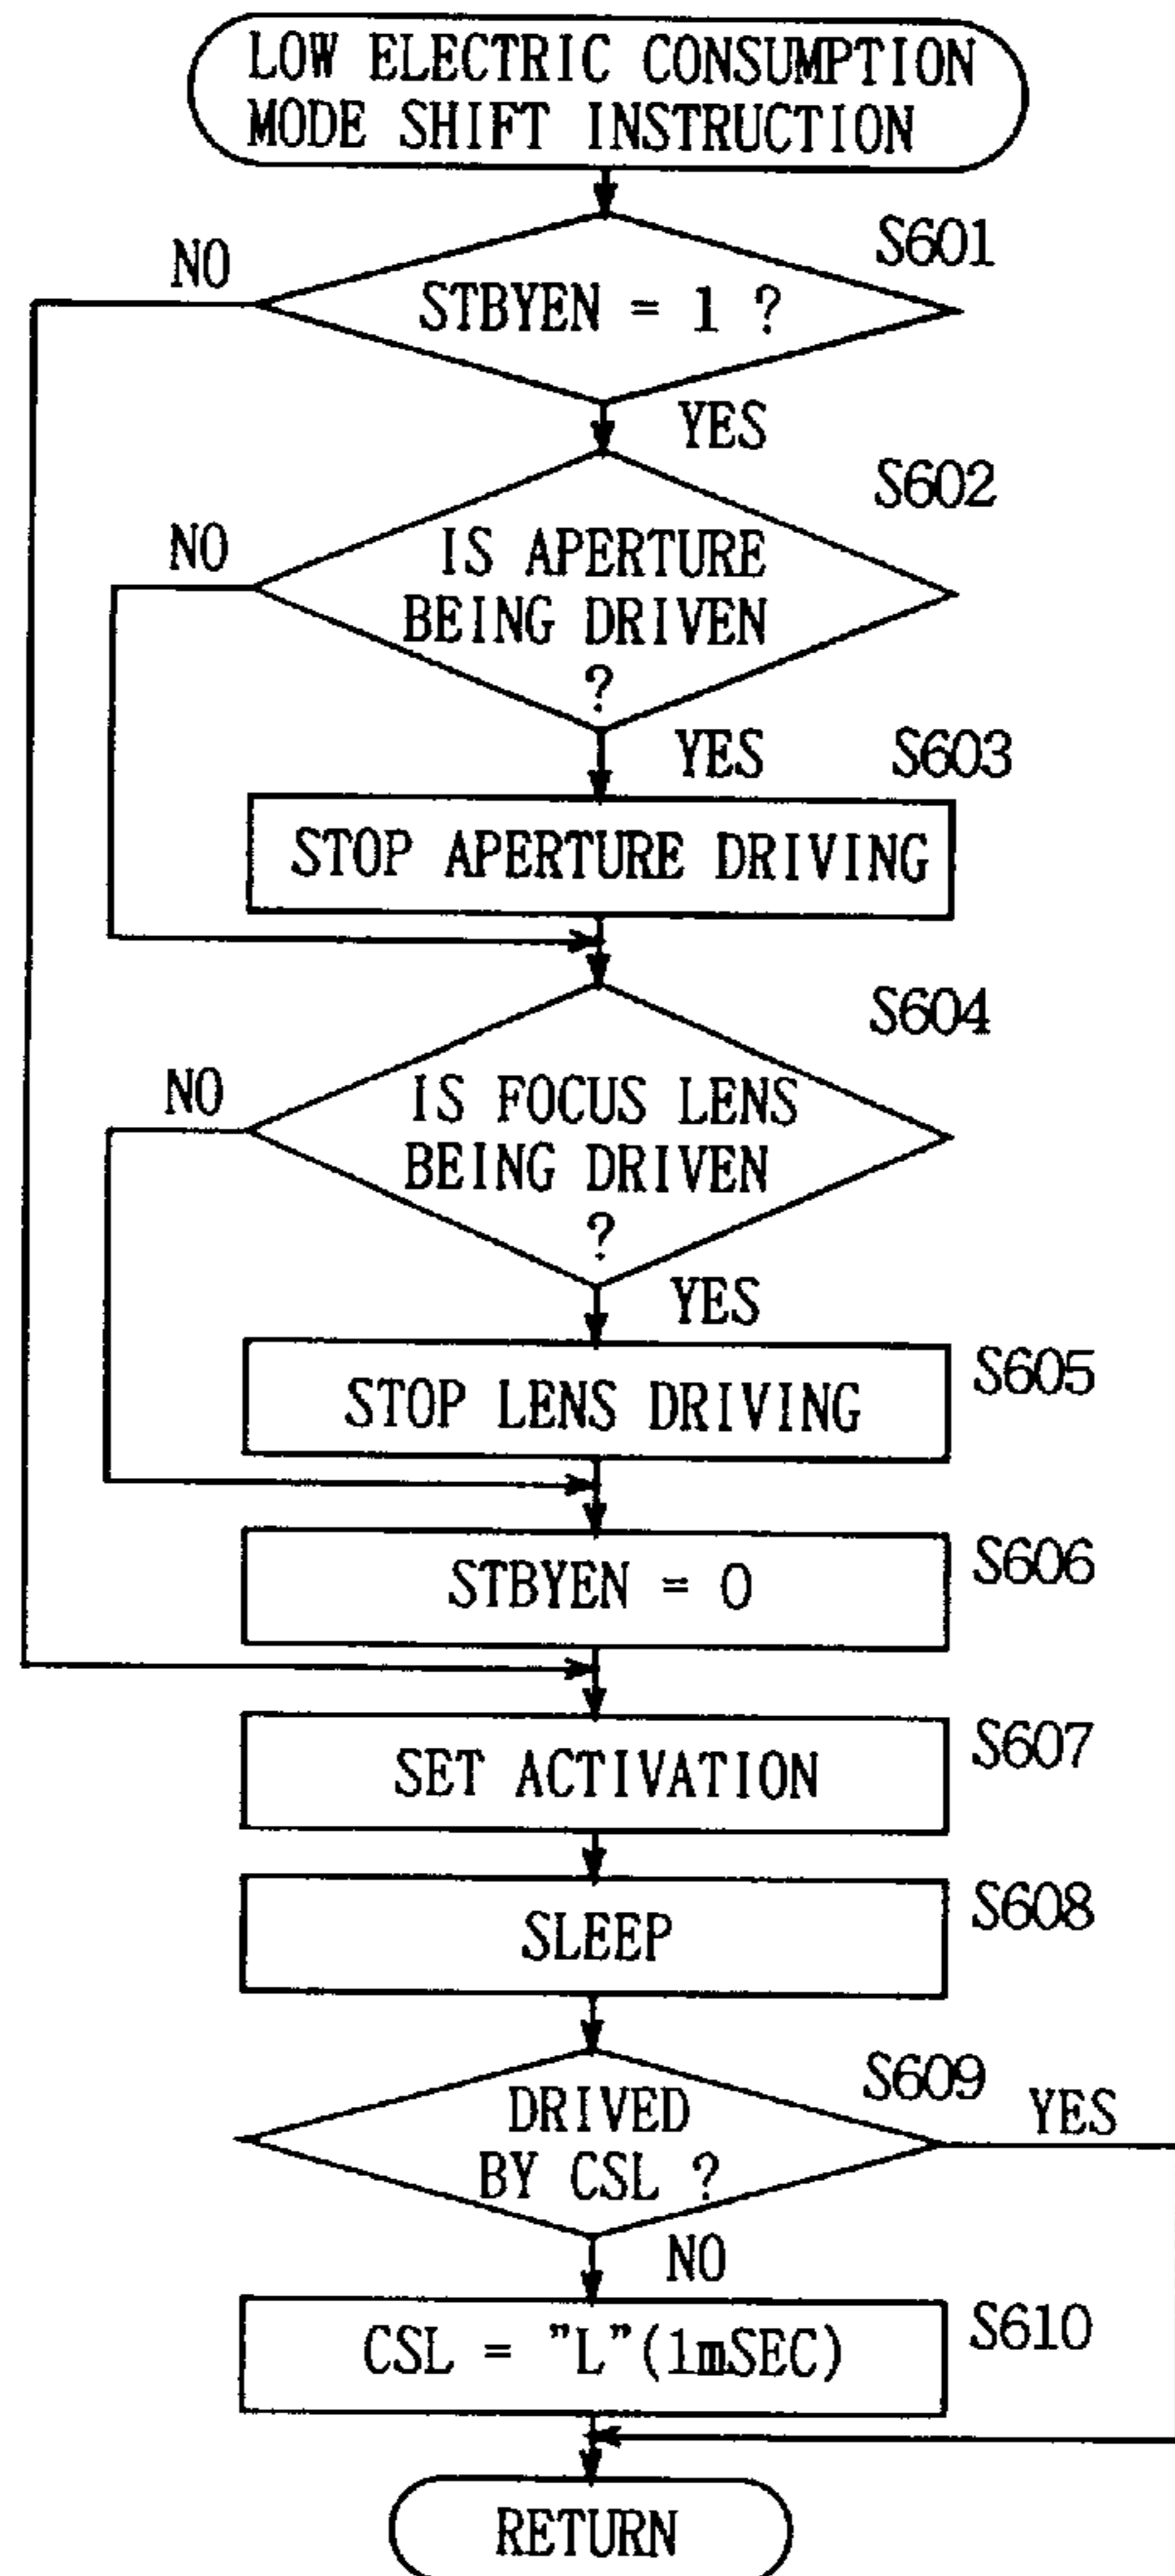 LOW ELECTRIC CONSUMPTION
MODE SHIFT INSTRUCTION
S601
NO
STBYEN = 1 ?
YES
S602
NO
IS APERTURE
BEING DRIVEN
?
YES
S603
STOP APERTURE DRIVING
S604
NO
IS FOCUS LENS
BEING DRIVEN
?
YES
STOP LENS DRIVING
S605
STBYEN = 0
S606
SET ACTIVATION
S607
SLEEP
S608
S609
DRIVED
BY CSL ?
YES
NO
CSL = "L"(1mSEC)
S610
RETURN